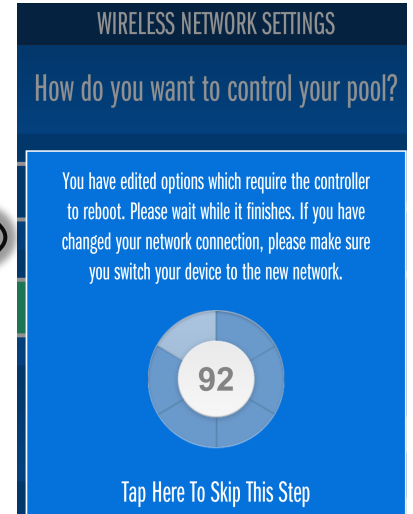 WIRELESS NETWORK SETTINGS
How do you want to control your pool?
You have edited options which require the controller
to reboot. Please wait while it finishes. If you have
changed your network connection, please make sure
you switch your device to the new network.
92
Tap Here To Skip This Step